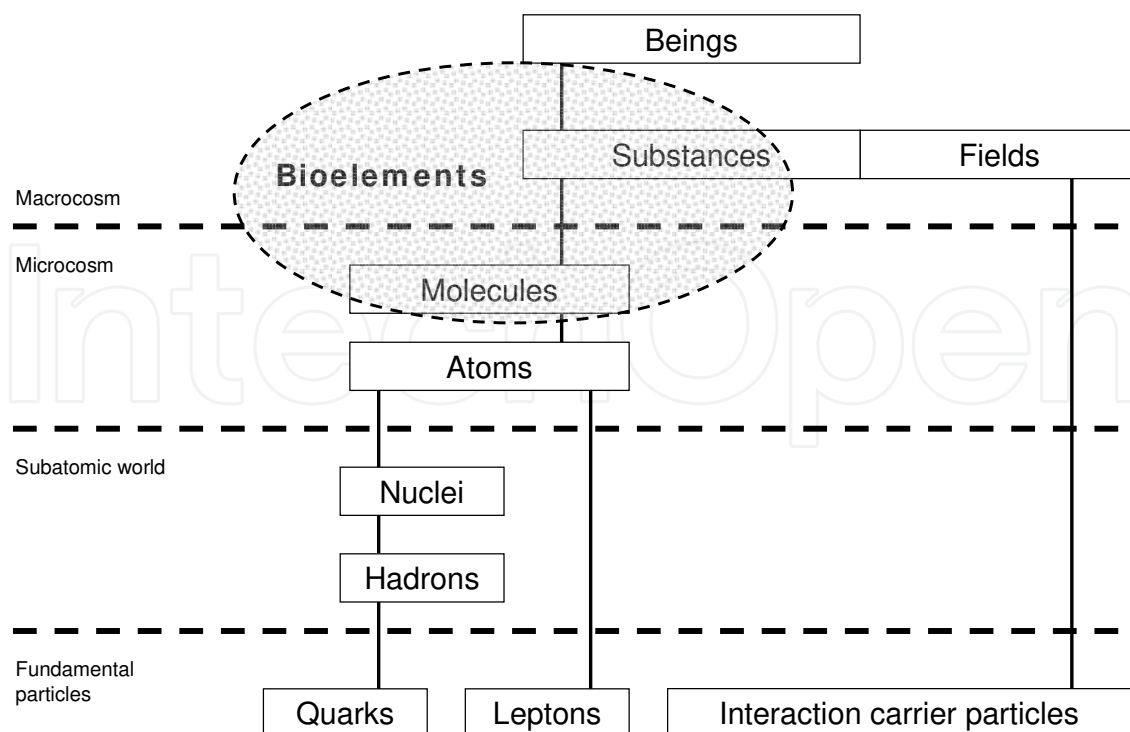 Beings
Substances
Fields
Bioelements
Macrocosm
Microcosm
Molecules
IntechOpen
Atoms
Subatomic world
Nuclei
Hadrons
Fundamental
particles
Quarks
Leptons
Interaction carrier particles